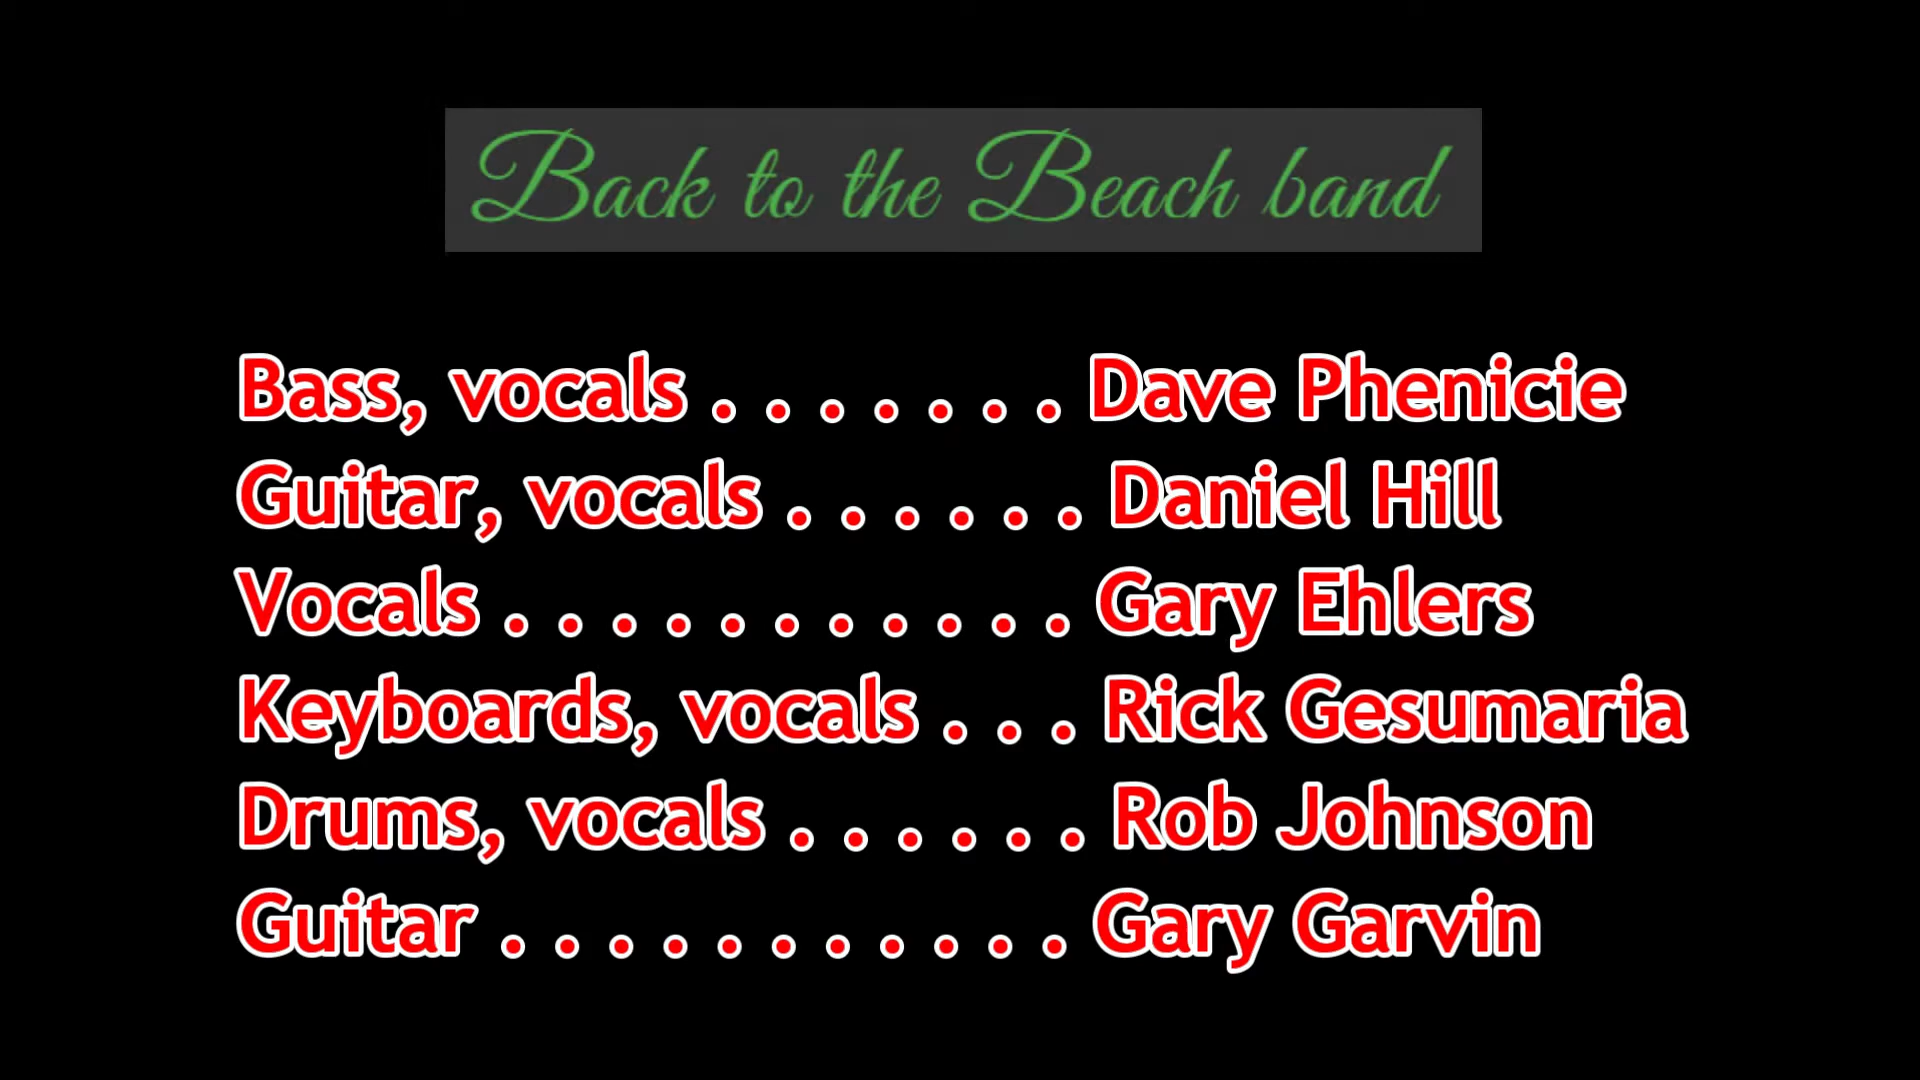 Back to the Beach band
Bass, vocals . . . . . . . Dave Phenicie
Guitar, vocals . . . . . . Daniel Hill
Vocals . . . . . . . . . . . Gary Ehlers
Keyboards, vocals . . . Rick Gesumaria
Drums, vocals . . . . . . Rob Johnson
Guitar . . . . . . . . . . . Gary Garvin